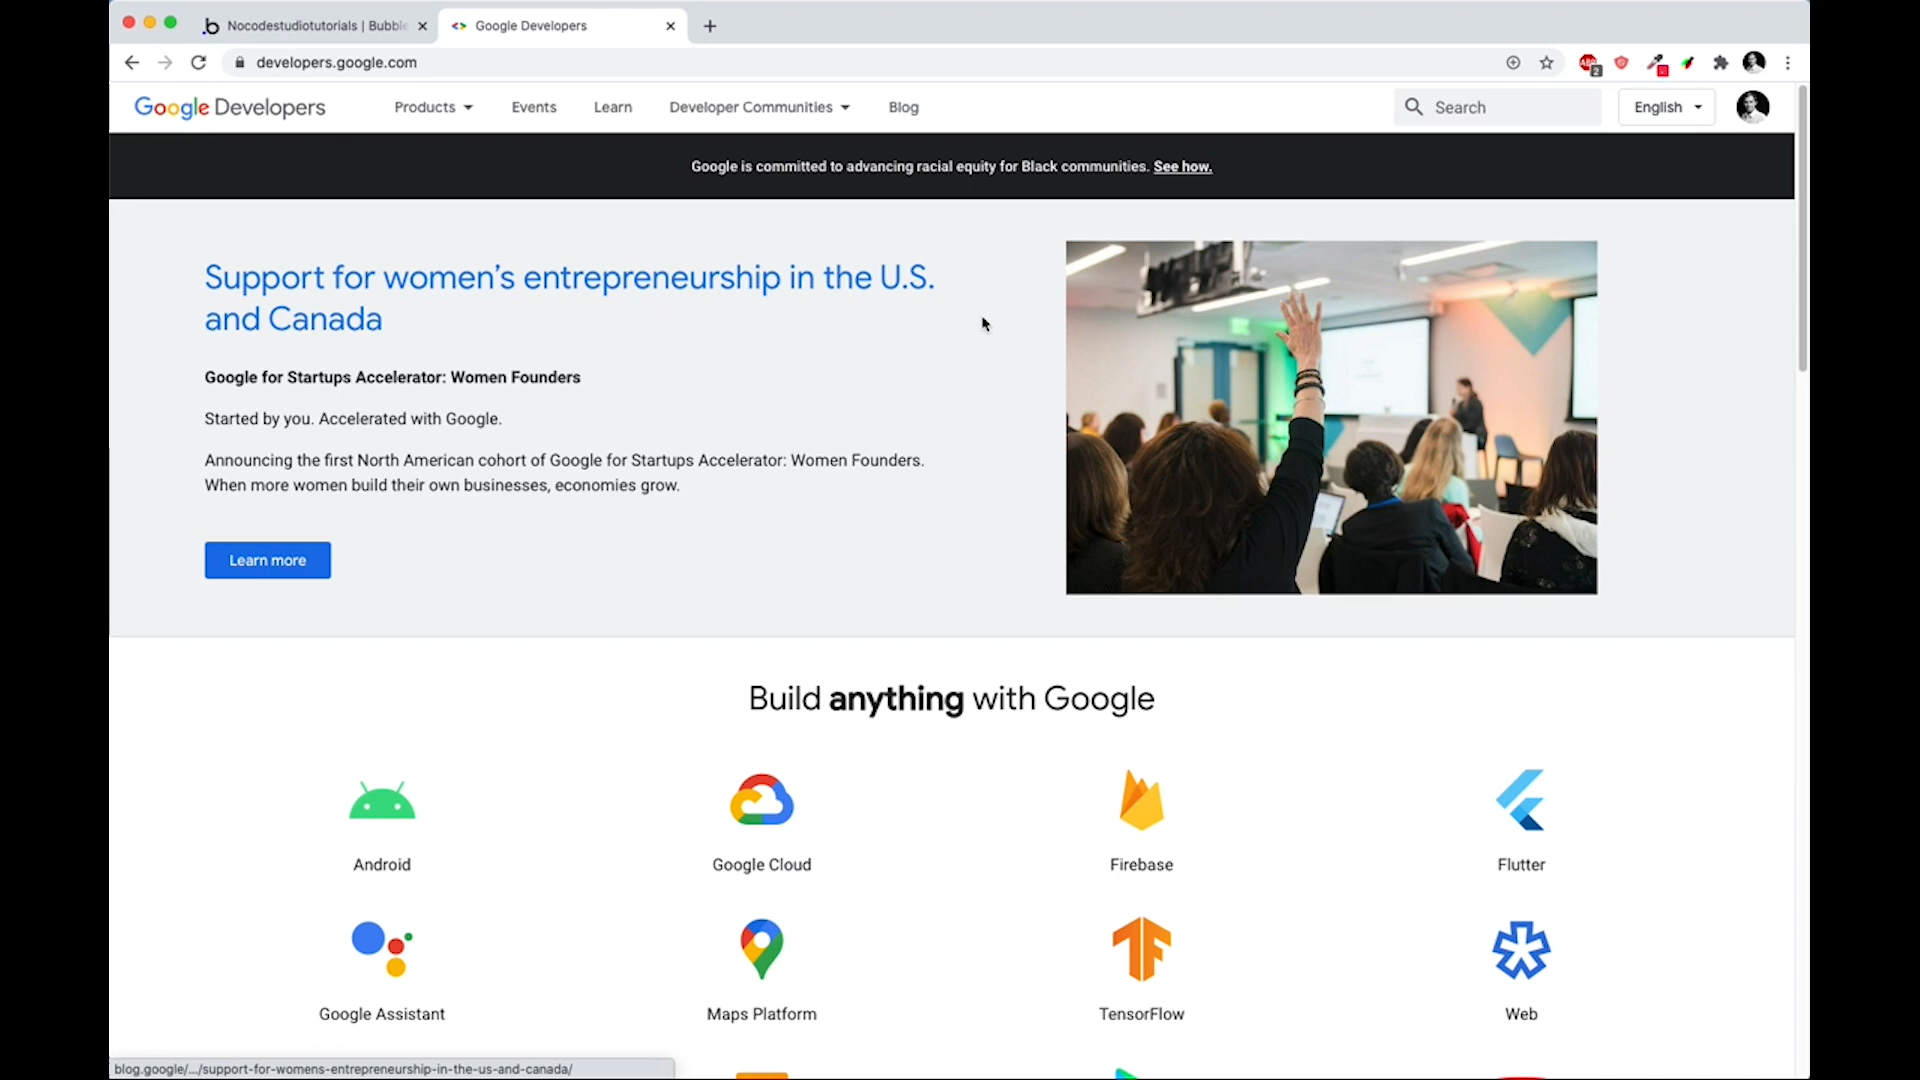 Nocodestudiotutorials | Bubble
Google Developers
developers.google.com
ABP
2
Google Developers
Products
Events
Learn
Developer Communities
Blog
Search
English
Google is committed to advancing racial equity for Black communities. See how.
Support for women's entrepreneurship in the U.S.
and Canada
Google for Startups Accelerator: Women Founders
Started by you. Accelerated with Google.
Announcing the first North American cohort of Google for Startups Accelerator: Women Founders.
When more women build their own businesses, economies grow.
Learn more
Build anything with Google
Android
Google Cloud
Firebase
Flutter
Google Assistant
Maps Platform
TensorFlow
Web
blog.google/.../support-for-womens-entrepreneurship-in-the-us-and-canada/